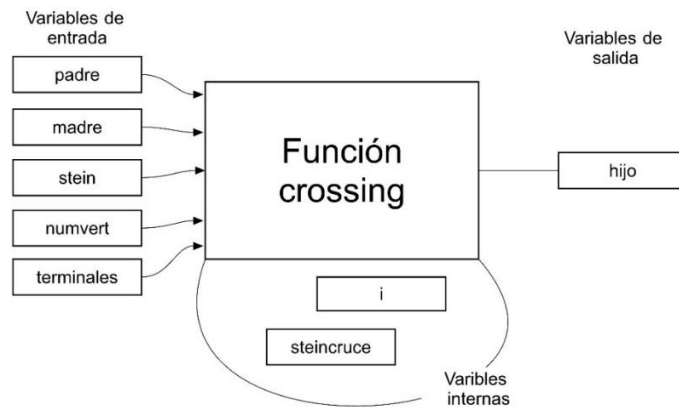 Variables de
entrada
padre
madre
stein
numvert
terminales
Función
crossing
Variables de
salida
hijo
i
steincruce
Varibles
internas